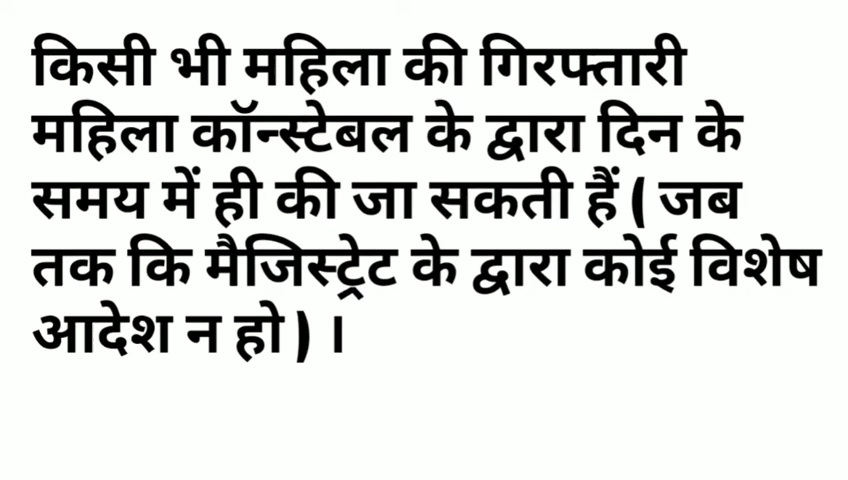 किसी भी महिला की गिरफ्तारी
महिला कॉन्स्टेबल के द्वारा दिन के
समय में ही की जा सकती हैं ( जब
तक कि मैजिस्ट्रेट के द्वारा कोई विशेष
आदेश न हो ) ।